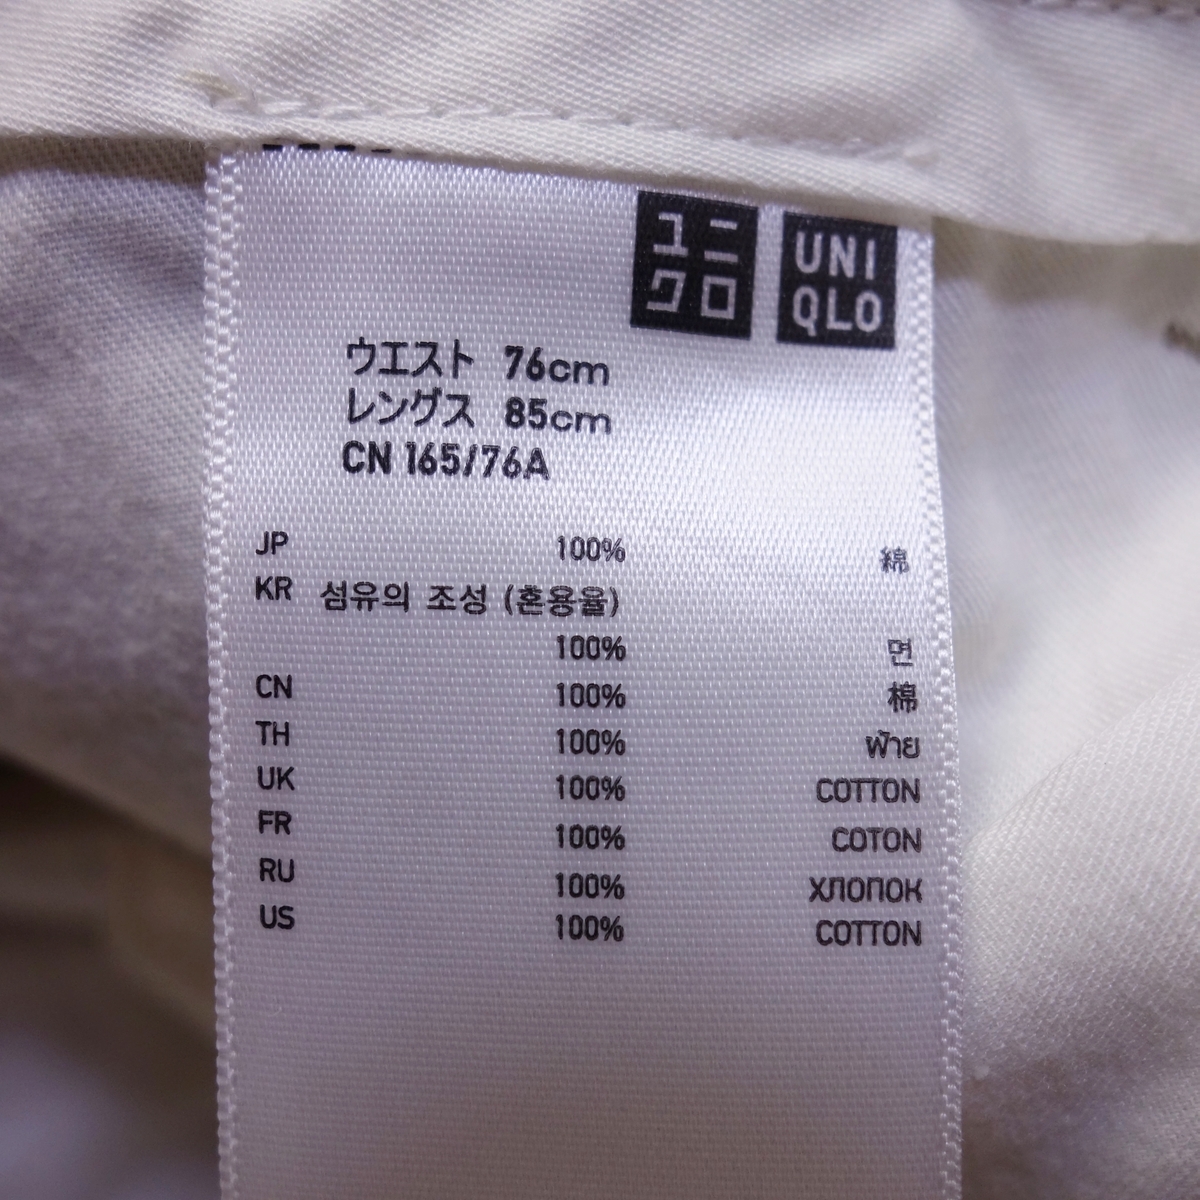 ユニ
クロ
UNI
QLO
ウエスト 76cm
レングス 85cm
CN 165/76A
JP 100% 綿
KR 섬유의 조성 (혼용율)
100% 면
CN 100% 棉
TH 100% ฝ้าย
UK 100% COTTON
FR 100% COTON
RU 100% ХЛОПОК
US 100% COTTON